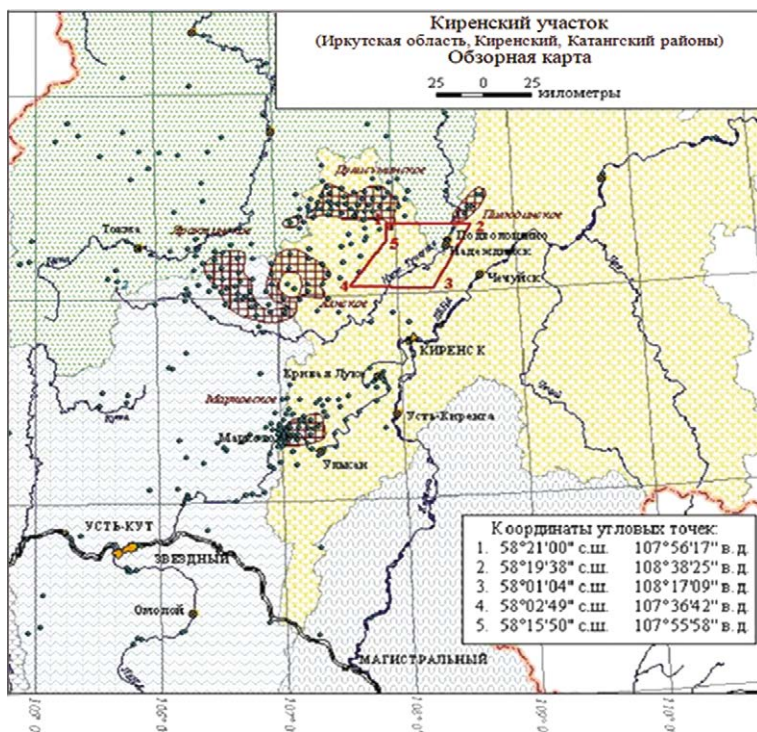 Киренский участок
(Иркутская область, Киренский, Катангский районы)
Обзорная карта
25 0 25
километры
Пилюдинское
2
5
Подволошино
Надеждинск
Токма
4
3
Чечуйск
КИРЕНСК
Кривая Лука
Марковское
Усть-Киренга
Марково
Улькан
УСТЬ-КУТ
ЗВЕЗДНЫЙ
Омолой
МАГИСТРАЛЬНЫЙ
Координаты угловых точек:
1. 58°21'00" с.ш. 107°56'17" в.д.
2. 58°19'38" с.ш. 108°38'25" в.д.
3. 58°01'04" с.ш. 108°17'09" в.д.
4. 58°02'49" с.ш. 107°36'42" в.д.
5. 58°15'50" с.ш. 107°55'58" в.д.